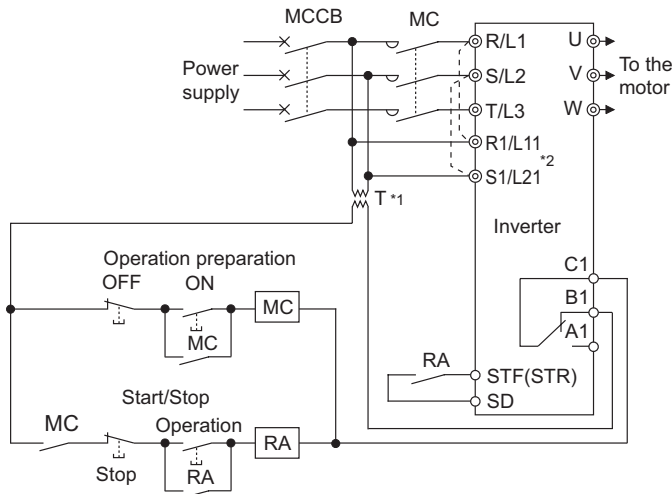 MCCB
MC
R/L1
U
Power
supply
S/L2
V
To the
motor
T/L3
W
R1/L11
*2
S1/L21
T *1
Inverter
Operation preparation
OFF
ON
MC
MC
C1
B1
A1
RA
STF(STR)
SD
Start/Stop
MC
Operation
RA
Stop
RA